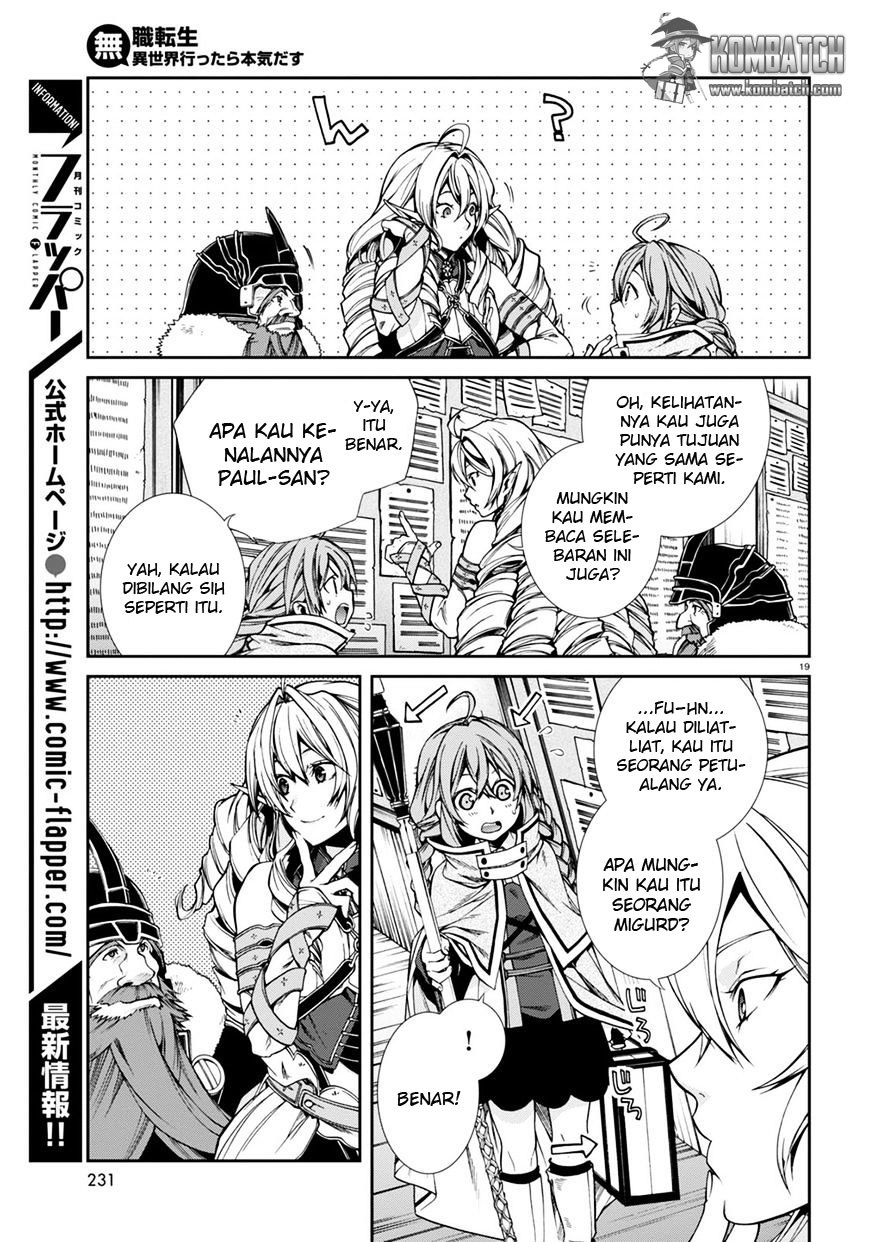 無職転生
異世界行ったら本気だす
KOMBATCH
www.kombatch.com
INFORMATION!
月刊コミック
フラッパー
MONTHLY COMIC FLAPPER
公式ホームページ●http://www.comic-flapper.com/
最新情報!!
ん
?
OH, KELIHATAN-
NYA KAU JUGA
PUNYA TUJUAN
YANG SAMA SE-
PERTI KAMI.
MUNGKIN
KAU MEM-
BACA SELE-
BARAN INI
JUGA?
Y-YA,
ITU
BENAR.
APA KAU KE-
NALANNYA
PAUL-SAN?
YAH, KALAU
DIBILANG SIH
SEPERTI ITU.
19
...FU-HN...
KALAU DILIAT-
LIAT, KAU ITU
SEORANG PETU-
ALANG YA.
APA MUNG-
KIN KAU ITU
SEORANG
MIGURD?
じろ
じろ
!
BENAR!
231